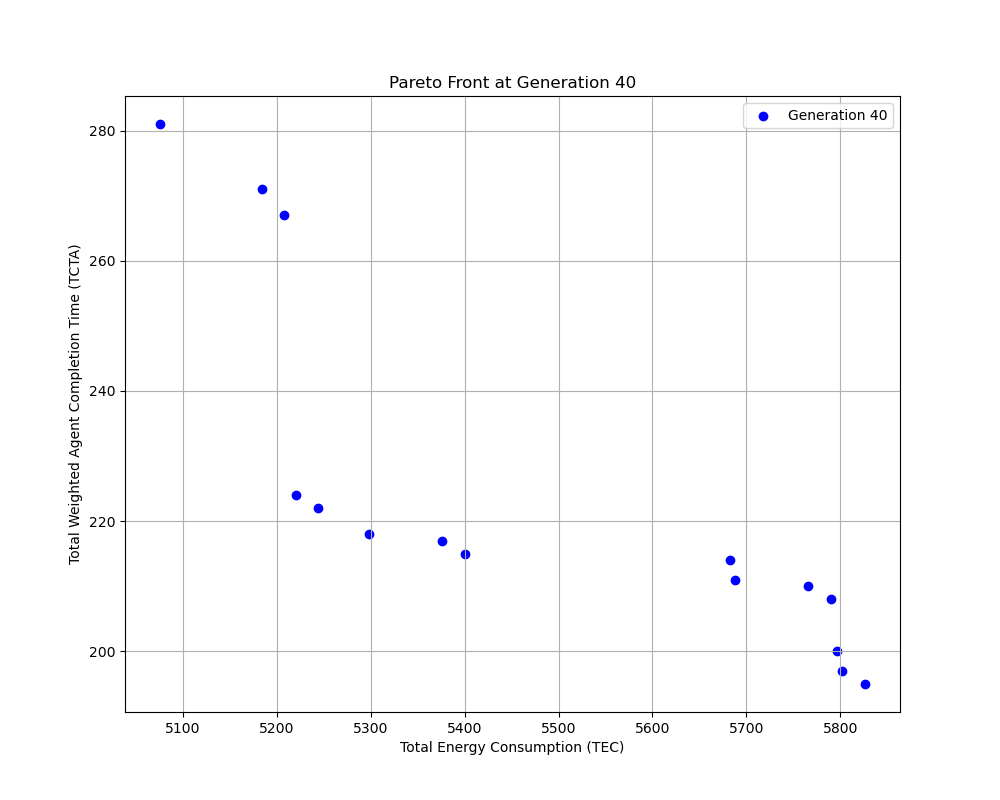 Pareto Front at Generation 40
Generation 40
280
260
240
220
200
Total Weighted Agent Completion Time (TCTA)
5100 5200 5300 5400 5500 5600 5700 5800
Total Energy Consumption (TEC)